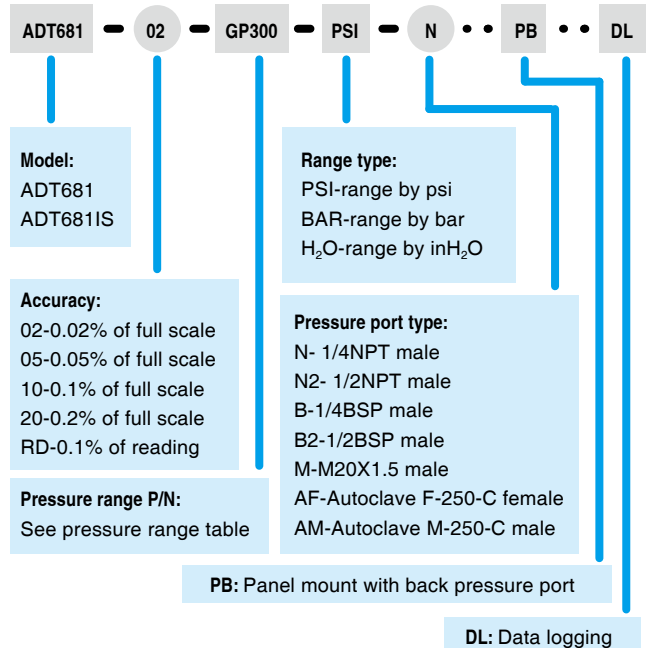 ADT681 02 GP300 PSI N PB DL
Model:
ADT681
ADT681IS
Range type:
PSI-range by psi
BAR-range by bar
H₂O-range by inH₂O
Accuracy:
02-0.02% of full scale
05-0.05% of full scale
10-0.1% of full scale
20-0.2% of full scale
RD-0.1% of reading
Pressure port type:
N- 1/4NPT male
N2- 1/2NPT male
B-1/4BSP male
B2-1/2BSP male
M-M20X1.5 male
AF-Autoclave F-250-C female
AM-Autoclave M-250-C male
Pressure range P/N:
See pressure range table
PB: Panel mount with back pressure port
DL: Data logging